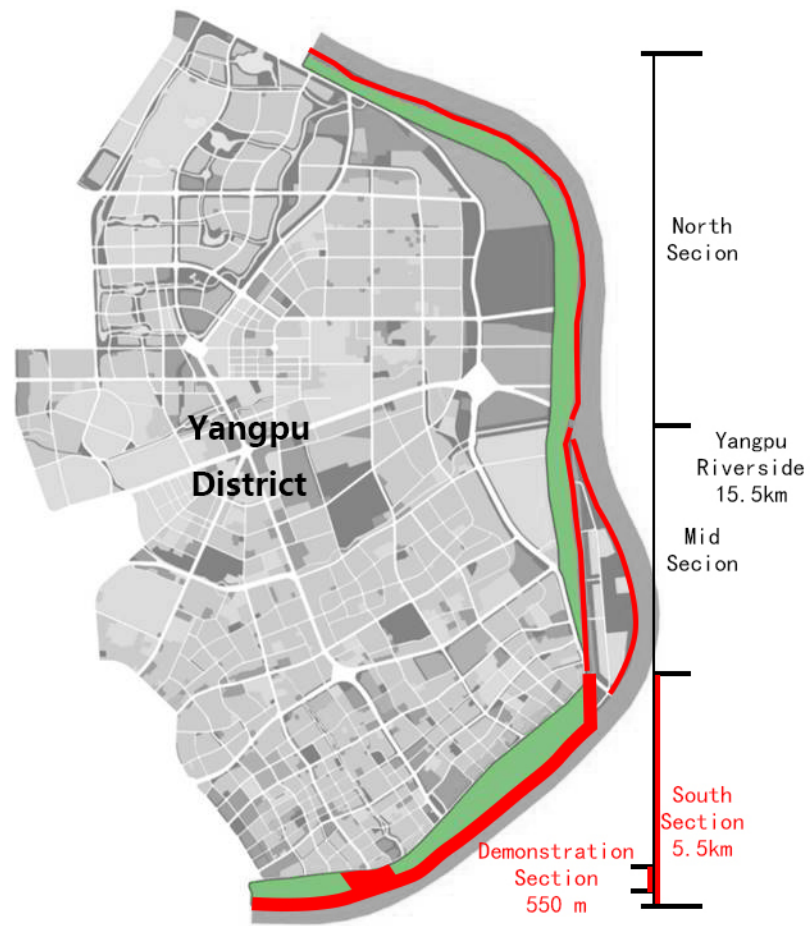 North
Secion
Yangpu
District
Yangpu
Riverside
15.5km
Mid
Secion
South
Section
5.5km
Demonstration
Section
550 m